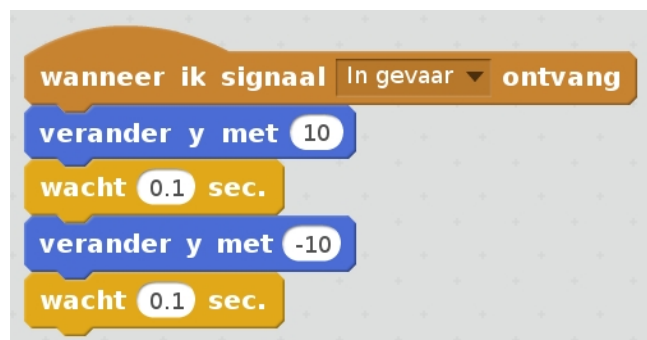 wanneer ik signaal In gevaar ontvang
verander y met 10
wacht 0.1 sec.
verander y met -10
wacht 0.1 sec.